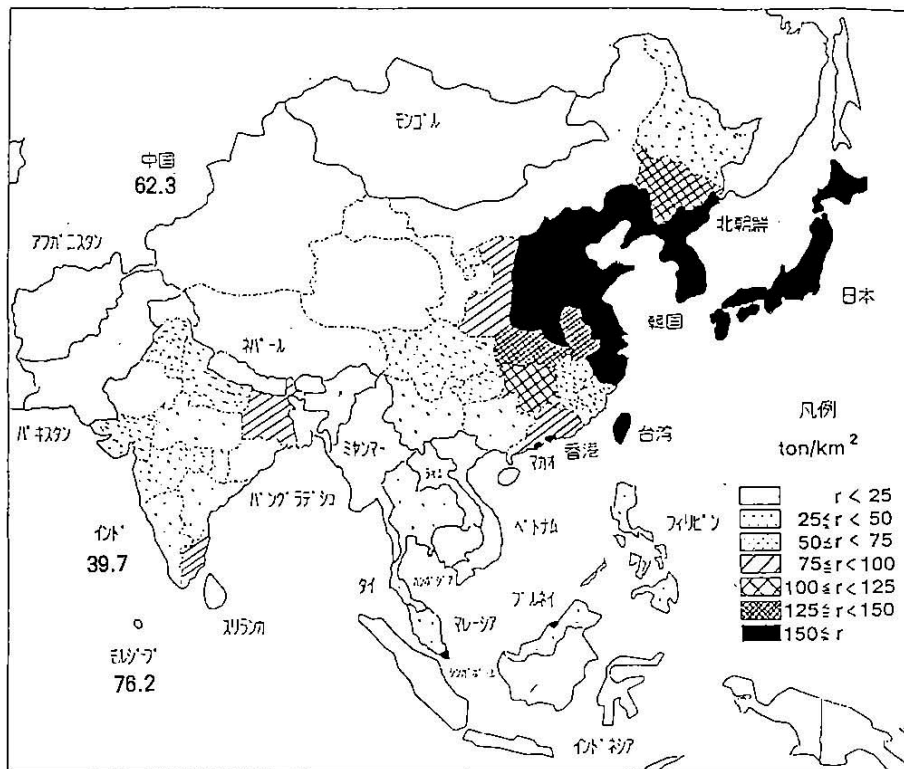 モンゴル
中国
62.3
アフガニスタン
北朝鮮
日本
韓国
ネパール
パキスタン
ミャンマー
マカオ
香港
台湾
凡例
ton/km²
r < 25
25 ≦ r < 50
50 ≦ r < 75
75 ≦ r < 100
100 ≦ r < 125
125 ≦ r < 150
150 ≦ r
バングラデシュ
ラオス
ベトナム
フィリピン
インド
39.7
タイ
カンボジア
ブルネイ
スリランカ
マレーシア
モルジーブ
76.2
シンガポール
インドネシア